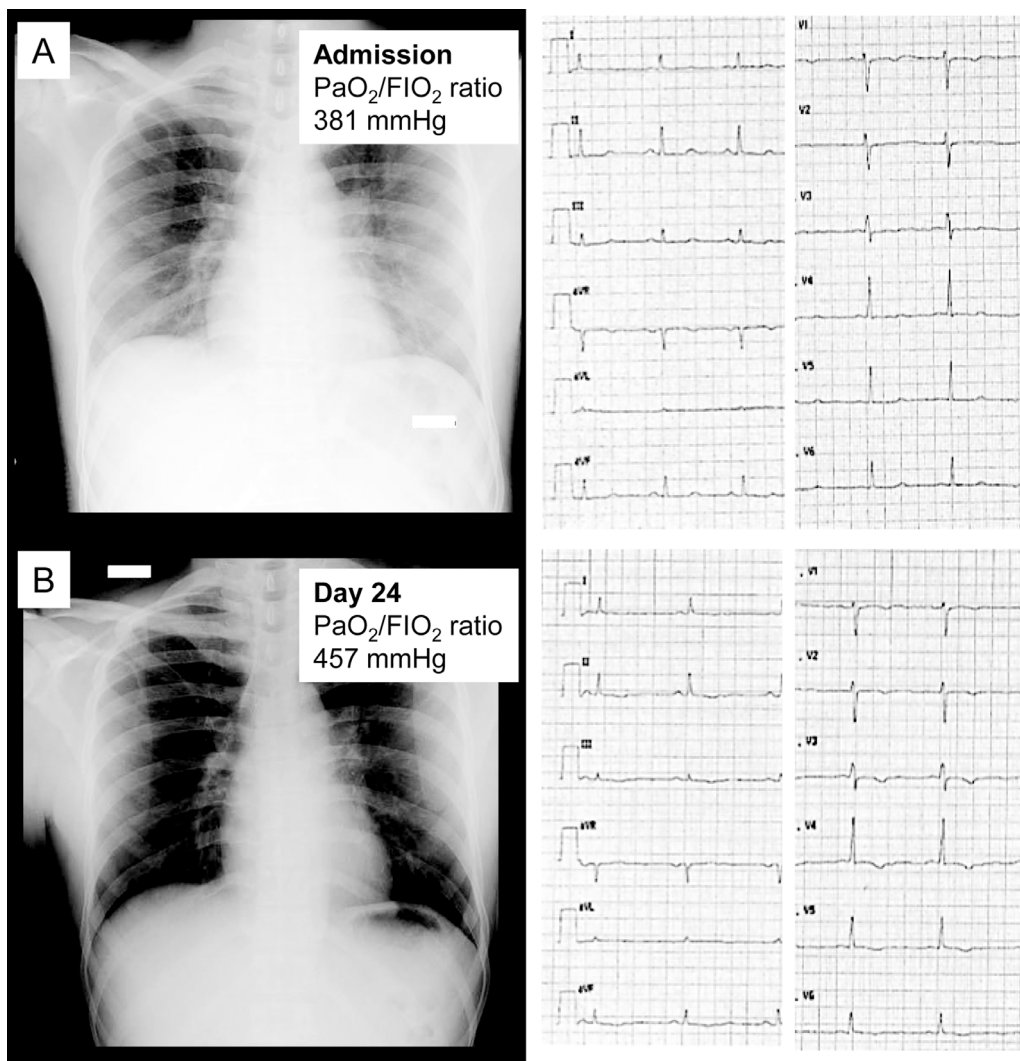 A
Admission
PaO₂/FIO₂ ratio
381 mmHg
I
II
III
aVR
aVL
aVF
V1
V2
V3
V4
V5
V6
B
Day 24
PaO₂/FIO₂ ratio
457 mmHg
I
II
III
aVR
aVL
aVF
V1
V2
V3
V4
V5
V6